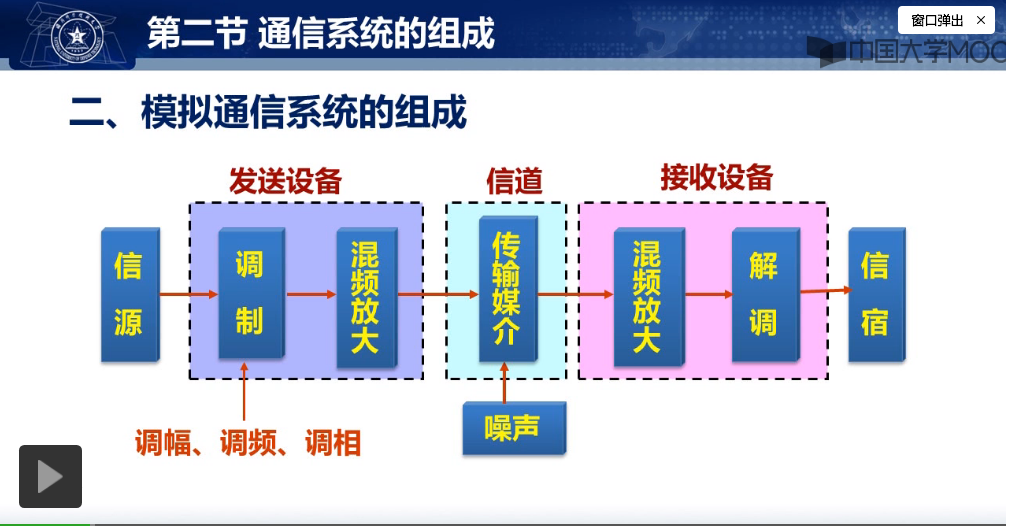 第二节 通信系统的组成
窗口弹出 ×
中国大学MOO
二、模拟通信系统的组成
发送设备
信道
接收设备
信源
调制
混频放大
传输媒介
混频放大
解调
信宿
噪声
调幅、调频、调相